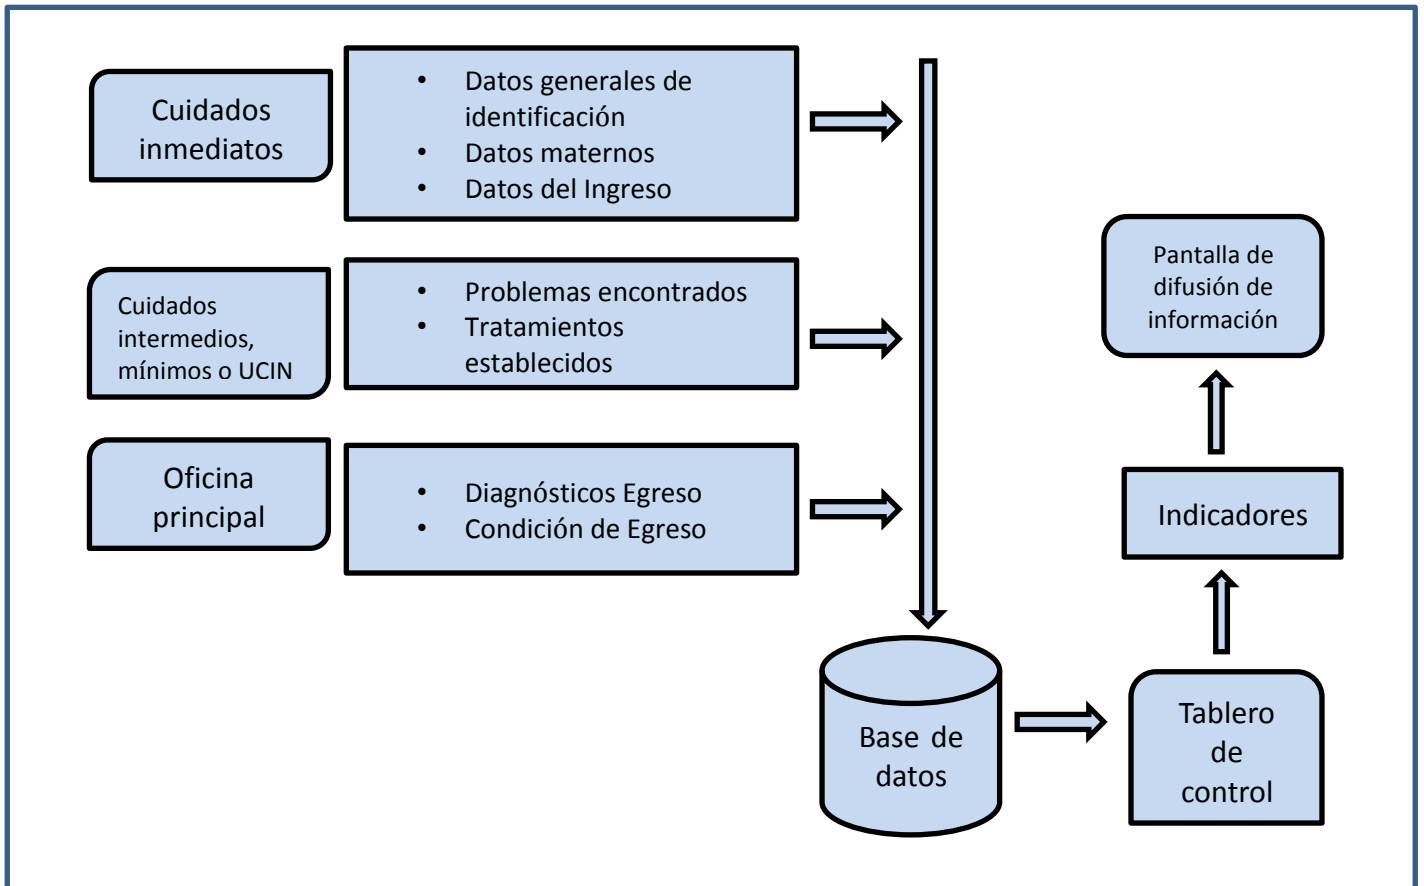 Cuidados
inmediatos
• Datos generales de
identificación
• Datos maternos
• Datos del Ingreso
Cuidados
intermedios,
mínimos o UCIN
• Problemas encontrados
• Tratamientos
establecidos
Oficina
principal
• Diagnósticos Egreso
• Condición de Egreso
Base de
datos
Tablero
de
control
Indicadores
Pantalla de
difusión de
información